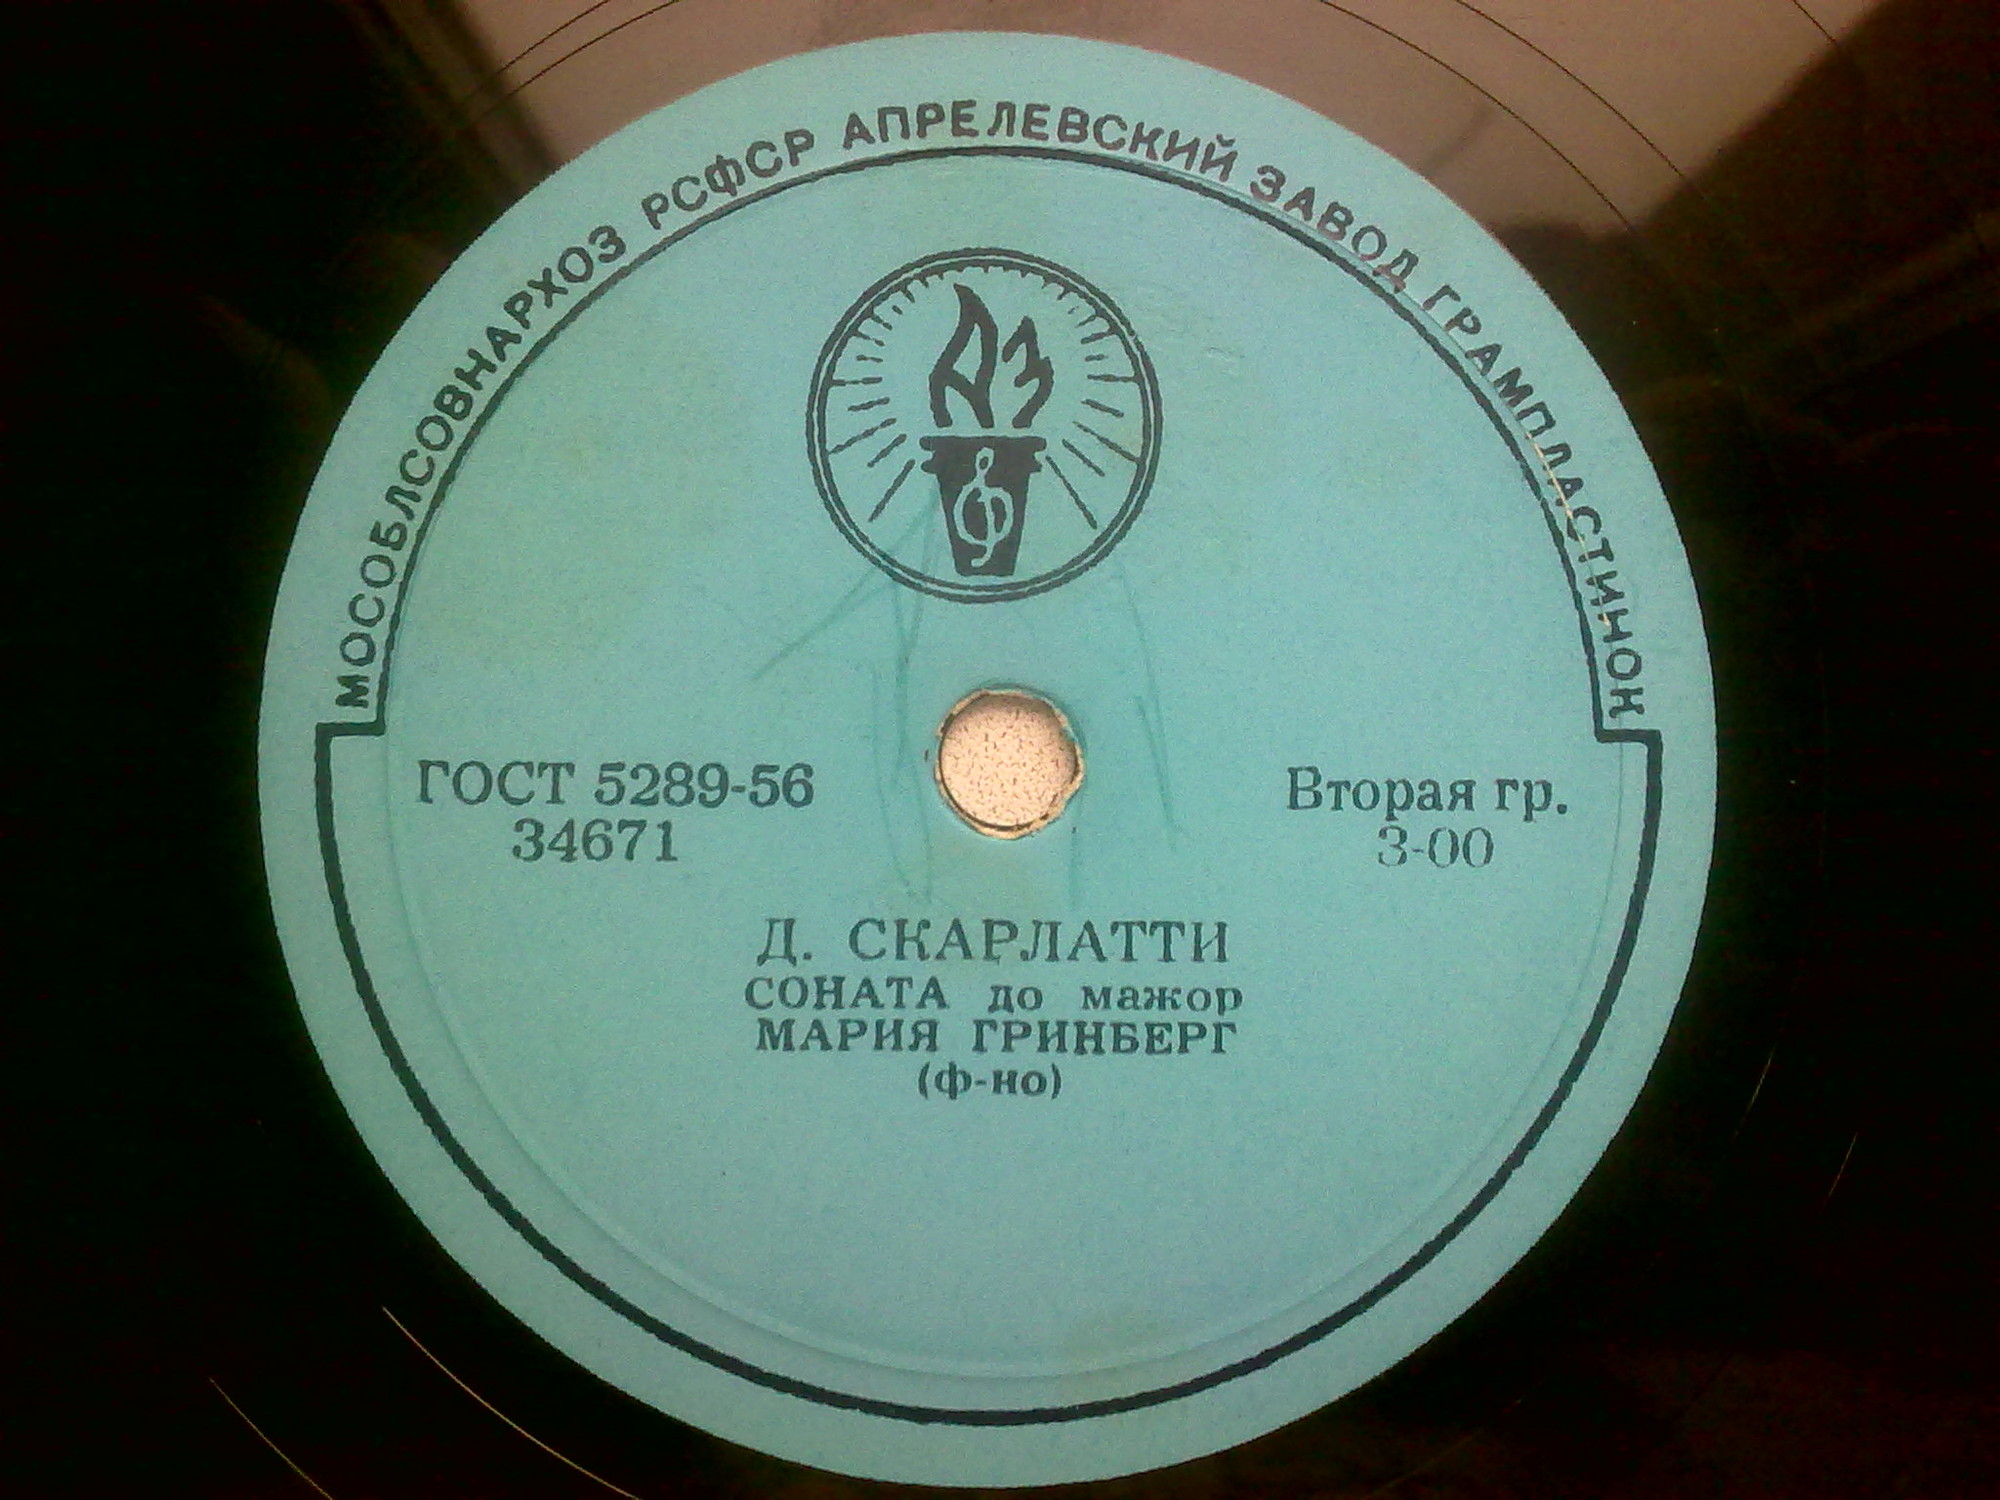 МОСОБЛСОВНАРХОЗ РСФСР АПРЕЛЕВСКИЙ ЗАВОД ГРАМПЛАСТИНОК
АЗ
ГОСТ 5289-56
34671
Вторая гр.
3-00
Д. СКАРЛАТТИ
СОНАТА до мажор
МАРИЯ ГРИНБЕРГ
(ф-но)